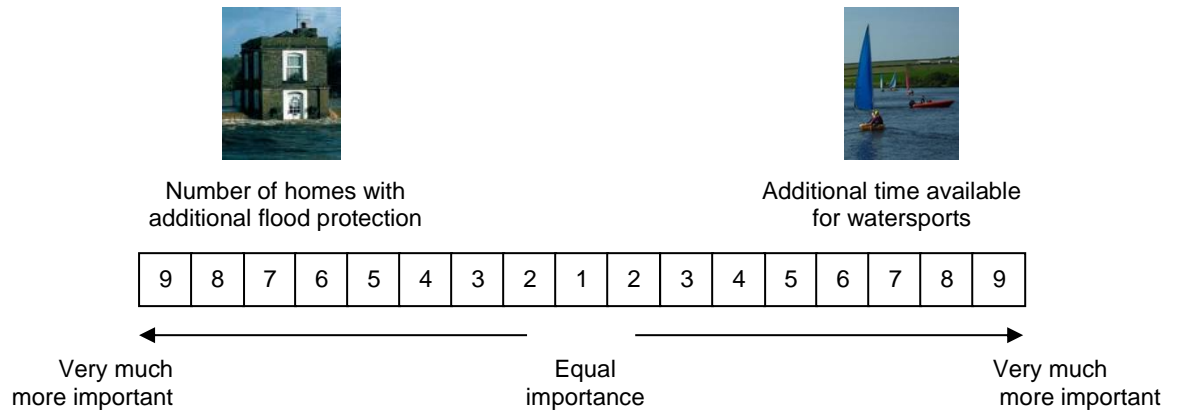 Number of homes with
additional flood protection
Additional time available
for watersports
9 8 7 6 5 4 3 2 1 2 3 4 5 6 7 8 9
Very much
more important
Equal
importance
Very much
more important